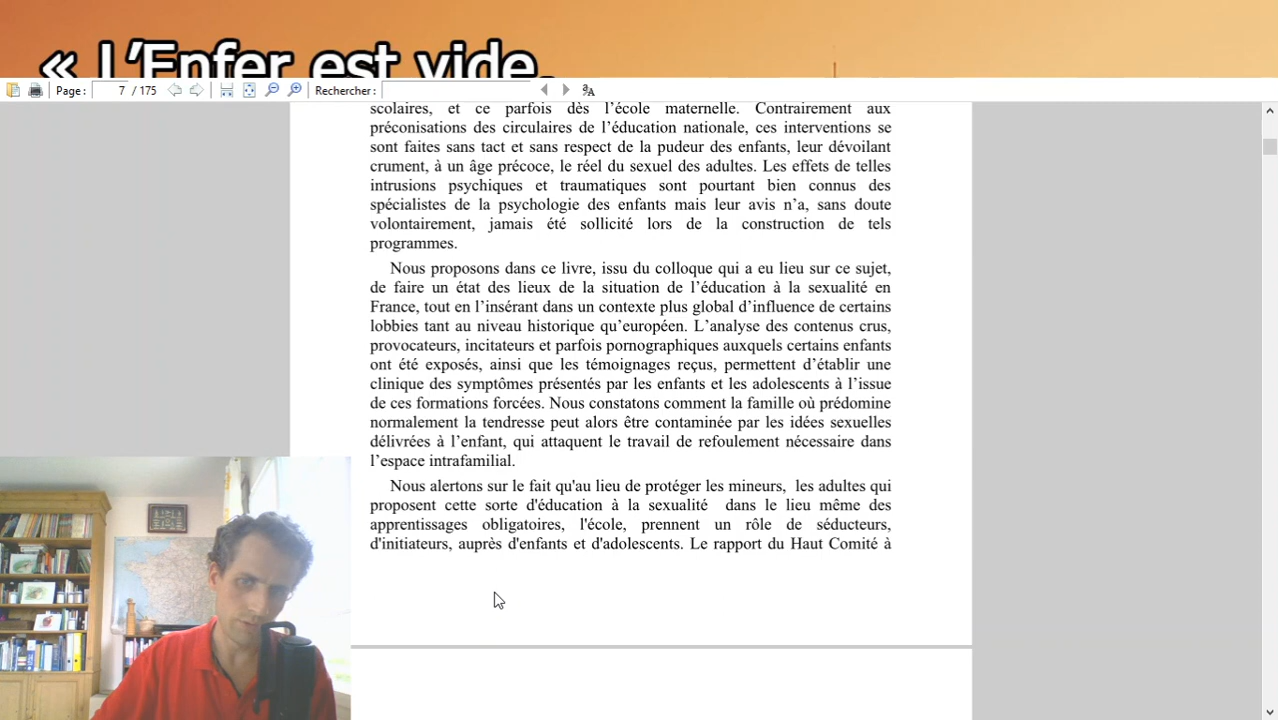 « L'Enfer est vide,
Page : 7 / 175 Rechercher :
scolaires, et ce parfois dès l'école maternelle. Contrairement aux
préconisations des circulaires de l'éducation nationale, ces interventions se
sont faites sans tact et sans respect de la pudeur des enfants, leur dévoilant
crument, à un âge précoce, le réel du sexuel des adultes. Les effets de telles
intrusions psychiques et traumatiques sont pourtant bien connus des
spécialistes de la psychologie des enfants mais leur avis n'a, sans doute
volontairement, jamais été sollicité lors de la construction de tels
programmes.
Nous proposons dans ce livre, issu du colloque qui a eu lieu sur ce sujet,
de faire un état des lieux de la situation de l'éducation à la sexualité en
France, tout en l'insérant dans un contexte plus global d'influence de certains
lobbies tant au niveau historique qu'européen. L'analyse des contenus crus,
provocateurs, incitateurs et parfois pornographiques auxquels certains enfants
ont été exposés, ainsi que les témoignages reçus, permettent d'établir une
clinique des symptômes présentés par les enfants et les adolescents à l'issue
de ces formations forcées. Nous constatons comment la famille où prédomine
normalement la tendresse peut alors être contaminée par les idées sexuelles
délivrées à l'enfant, qui attaquent le travail de refoulement nécessaire dans
l'espace intrafamilial.
Nous alertons sur le fait qu'au lieu de protéger les mineurs, les adultes qui
proposent cette sorte d'éducation à la sexualité dans le lieu même des
apprentissages obligatoires, l'école, prennent un rôle de séducteurs,
d'initiateurs, auprès d'enfants et d'adolescents. Le rapport du Haut Comité à